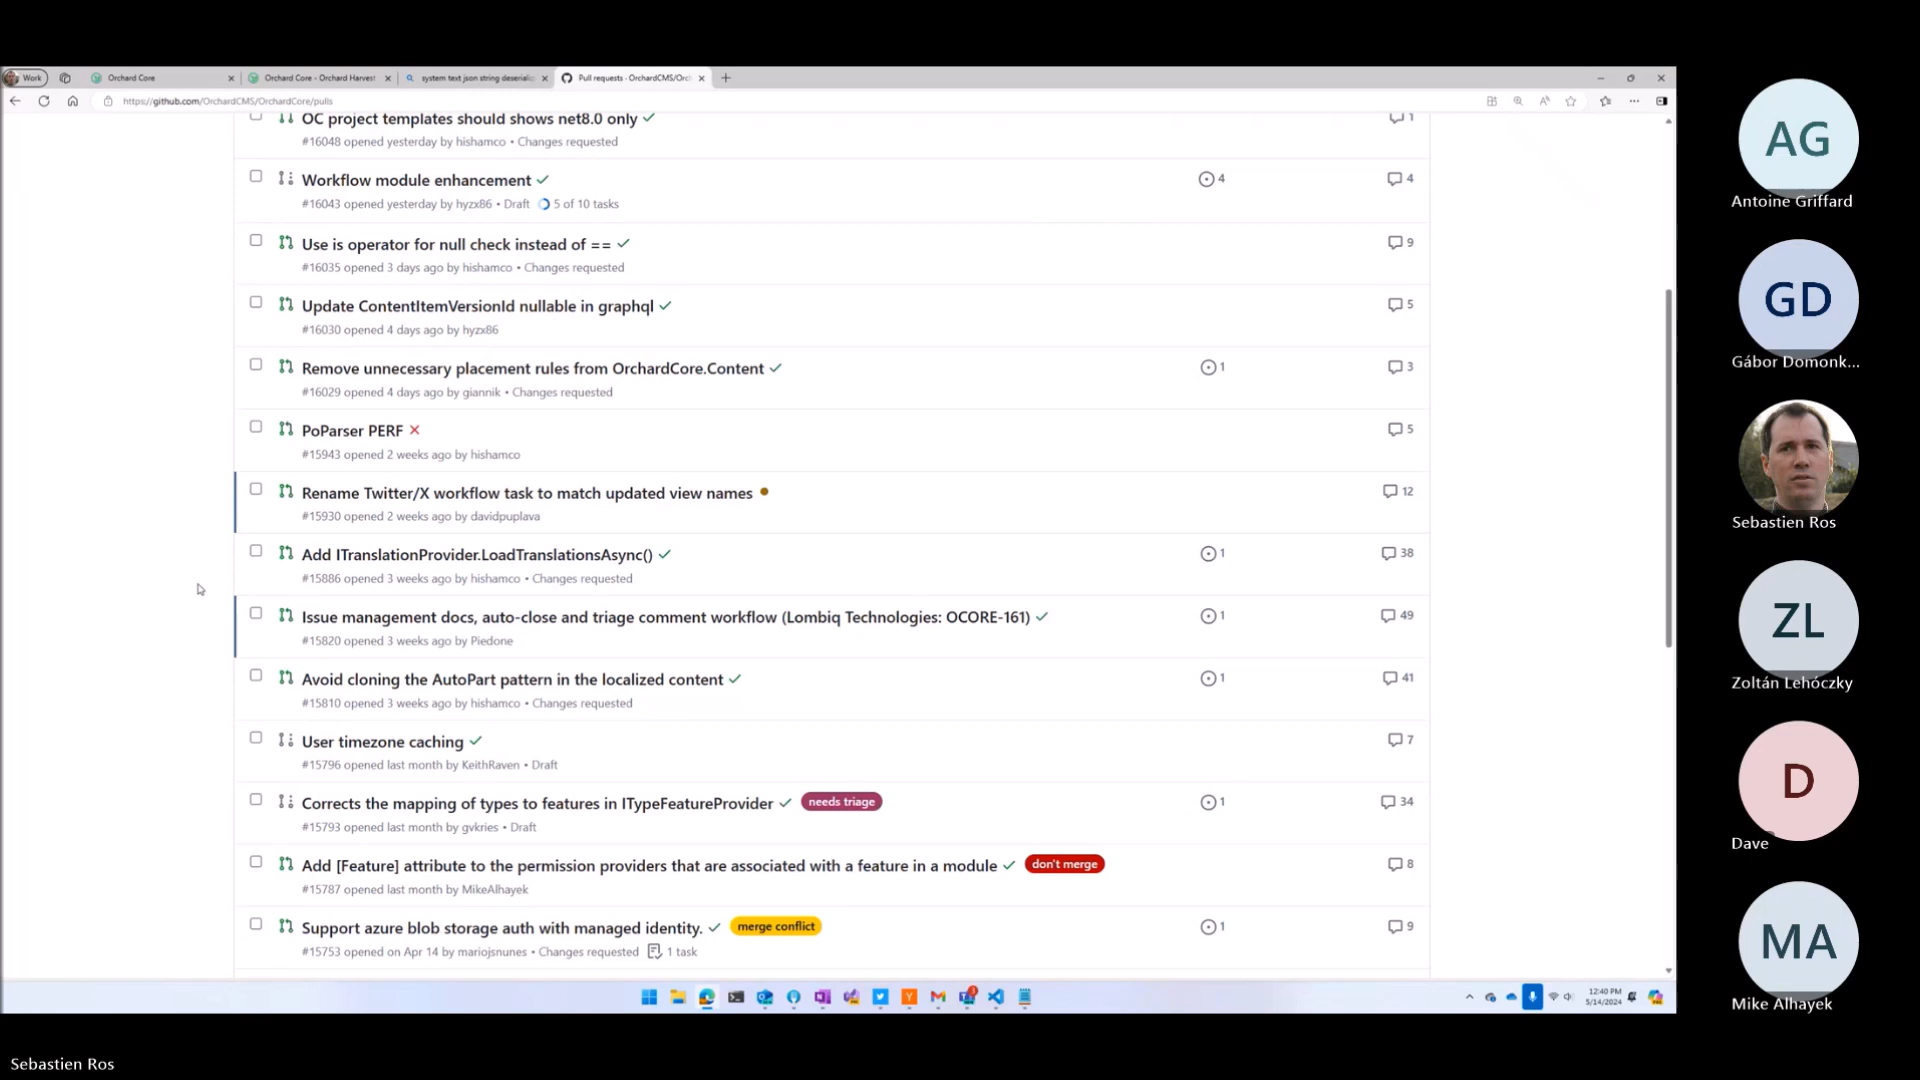 Work
Orchard Core
Orchard Core - Orchard Harvest
system text json string deserializ
Pull requests · OrchardCMS/Orc
https://github.com/OrchardCMS/OrchardCore/pulls
OC project templates should shows net8.0 only
1
#16048 opened yesterday by hishamco • Changes requested
Workflow module enhancement
4
4
#16043 opened yesterday by hyzx86 • Draft 5 of 10 tasks
Use is operator for null check instead of ==
9
#16035 opened 3 days ago by hishamco • Changes requested
Update ContentItemVersionId nullable in graphql
5
#16030 opened 4 days ago by hyzx86
Remove unnecessary placement rules from OrchardCore.Content
1
3
#16029 opened 4 days ago by giannik • Changes requested
PoParser PERF
5
#15943 opened 2 weeks ago by hishamco
Rename Twitter/X workflow task to match updated view names
12
#15930 opened 2 weeks ago by davidpuplava
Add ITranslationProvider.LoadTranslationsAsync()
1
38
#15886 opened 3 weeks ago by hishamco • Changes requested
Issue management docs, auto-close and triage comment workflow (Lombiq Technologies: OCORE-161)
1
49
#15820 opened 3 weeks ago by Piedone
Avoid cloning the AutoPart pattern in the localized content
1
41
#15810 opened 3 weeks ago by hishamco • Changes requested
User timezone caching
7
#15796 opened last month by KeithRaven • Draft
Corrects the mapping of types to features in ITypeFeatureProvider needs triage
1
34
#15793 opened last month by gvkries • Draft
Add [Feature] attribute to the permission providers that are associated with a feature in a module don't merge
8
#15787 opened last month by MikeAlhayek
Support azure blob storage auth with managed identity. merge conflict
1
9
#15753 opened on Apr 14 by mariojsnunes • Changes requested 1 task
12:40 PM
5/14/2024
AG
Antoine Griffard
GD
Gábor Domonk...
Sebastien Ros
ZL
Zoltán Lehóczky
D
Dave
MA
Mike Alhayek
Sebastien Ros